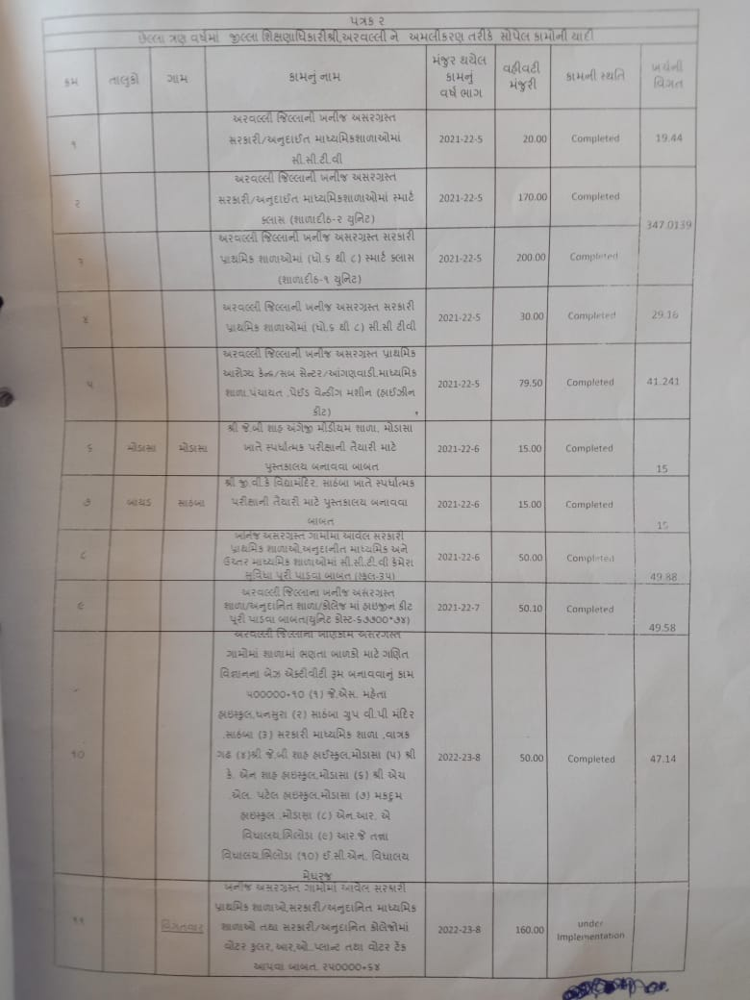 પત્રક ૨
છેલ્લા ત્રણ વર્ષમાં જીલ્લા શિક્ષણાધિકારીશ્રી,અરવલ્લી ને અમલીકરણ તરીકે સોપેલ કામોની યાદી
ક્રમ તાલુકો ગામ કામનું નામ મંજુર થયેલ કામનું વર્ષ ભાગ વહીવટી મંજુરી કામની સ્થતિ ખર્ચની વિગત
અરવલ્લી જિલ્લાની ખનીજ અસરગ્રસ્ત
૧ સરકારી/અનુદાઈત માધ્યમિકશાળાઓમાં 2021-22-5 20.00 Completed 19.44
સી.સી.ટી.વી
અરવલ્લી જિલ્લાની ખનીજ અસરગ્રસ્ત
૨ સરકારી/અનુદાઈત માધ્યમિકશાળાઓમાં સ્માર્ટ 2021-22-5 170.00 Completed
ક્લાસ (શાળાદીઠ-૨ યુનિટ)
347.0139
અરવલ્લી જિલ્લાની ખનીજ અસરગ્રસ્ત સરકારી
૩ પ્રાથમિક શાળાઓમાં (ધો.૬ થી ૮) સ્માર્ટ ક્લાસ 2021-22-5 200.00 Completed
(શાળાદીઠ-૧ યુનિટ)
અરવલ્લી જિલ્લાની ખનીજ અસરગ્રસ્ત સરકારી
૪ પ્રાથમિક શાળાઓમાં (ધો.૬ થી ૮) સી.સી ટીવી 2021-22-5 30.00 Completed 29.16
અરવલ્લી જિલ્લાની ખનીજ અસરગ્રસ્ત પ્રાથમિક
આરોગ્ય કેન્દ્ર/સબ સેન્ટર/આંગણવાડી,માધ્યમિક
૫ શાળા,પંચાયત ,પેઈડ વેન્ડીંગ મશીન (હાઈઝીન 2021-22-5 79.50 Completed 41.241
કીટ)
શ્રી જે.બી શાહ અંગ્રેજી મીડીયમ શાળા, મોડાસા
૬ મોડાસા મોડાસા ખાતે સ્પર્ધાત્મક પરીક્ષાની તૈયારી માટે 2021-22-6 15.00 Completed
પુસ્તકાલય બનાવવા બાબત 15
શ્રી જી.વી.કે વિદ્યામંદિર, સાઠંબા ખાતે સ્પર્ધાત્મક
૭ બાયડ સાઠંબા પરીક્ષાની તૈયારી માટે પુસ્તકાલય બનાવવા 2021-22-6 15.00 Completed
બાબત 15
ખનિજ અસરગ્રસ્ત ગામોમાં આવેલ સરકારી
પ્રાથમિક શાળાઓ,અનુદાનીત માધ્યમિક અને
૮ ઉચ્ચતર માધ્યમિક શાળાઓમાં સી.સી.ટી.વી કેમેરા 2021-22-6 50.00 Completed
સુવિધા પૂરી પાડવા બાબત (સ્કુલ-૩૫) 49.88
અરવલ્લી જિલ્લાના ખનીજ અસરગ્રસ્ત
૯ શાળા/અનુદાનિત શાળા/કોલેજ માં હાઇજીન કીટ 2021-22-7 50.10 Completed
પૂરી પાડવા બાબત(યુનિટ કોસ્ટ-૬૭૭૦૦*૭૪) 49.58
અરવલ્લી જિલ્લાના ખાણકામ અસરગ્રસ્ત
ગામોમાં શાળામાં ભણતા બાળકો માટે ગણિત
વિજ્ઞાનના બેઝ એક્ટીવીટી રૂમ બનાવવાનું કામ
૫૦૦૦૦૦*૧૦ (૧) જે.એસ. મહેતા
હાઇસ્કુલ,ધનસુરા (૨) સાઠંબા ગ્રુપ વી.પી મંદિર
,સાઠંબા (૩) સરકારી માધ્યમિક શાળા ,વાત્રક
૧૦ ગઢ (૪)શ્રી જે.બી શાહ હાઈસ્કુલ,મોડાસા (૫) શ્રી 2022-23-8 50.00 Completed 47.14
કે. એન શાહ હાઇસ્કુલ,મોડાસા (૬) શ્રી એચ
.એલ. પટેલ હાઇસ્કુલ,મોડાસા (૭) મકદુમ
હાઇસ્કુલ ,મોડાસા (૮) એન.આર. એ
વિધાલય,ભિલોડા (૯) આર.જે તન્ના
વિધાલય,ભિલોડા (૧૦) ઈ.સી.એન. વિધાલય
મેઘરજ
ખનીજ અસરગ્રસ્ત ગામોમાં આવેલ સરકારી
પ્રાથમિક શાળાઓ,સરકારી/અનુદાનિત માધ્યમિક
૧૧ વિગતવાર શાળાઓ તથા સરકારી/અનુદાનિત કોલેજોમાં 2022-23-8 160.00 under Implementation
વોટર કુલર,આર.ઓ. પ્લાન્ટ તથા વોટર ટેંક
આપવા બાબત. ૨૫૦૦૦૦*૬૪